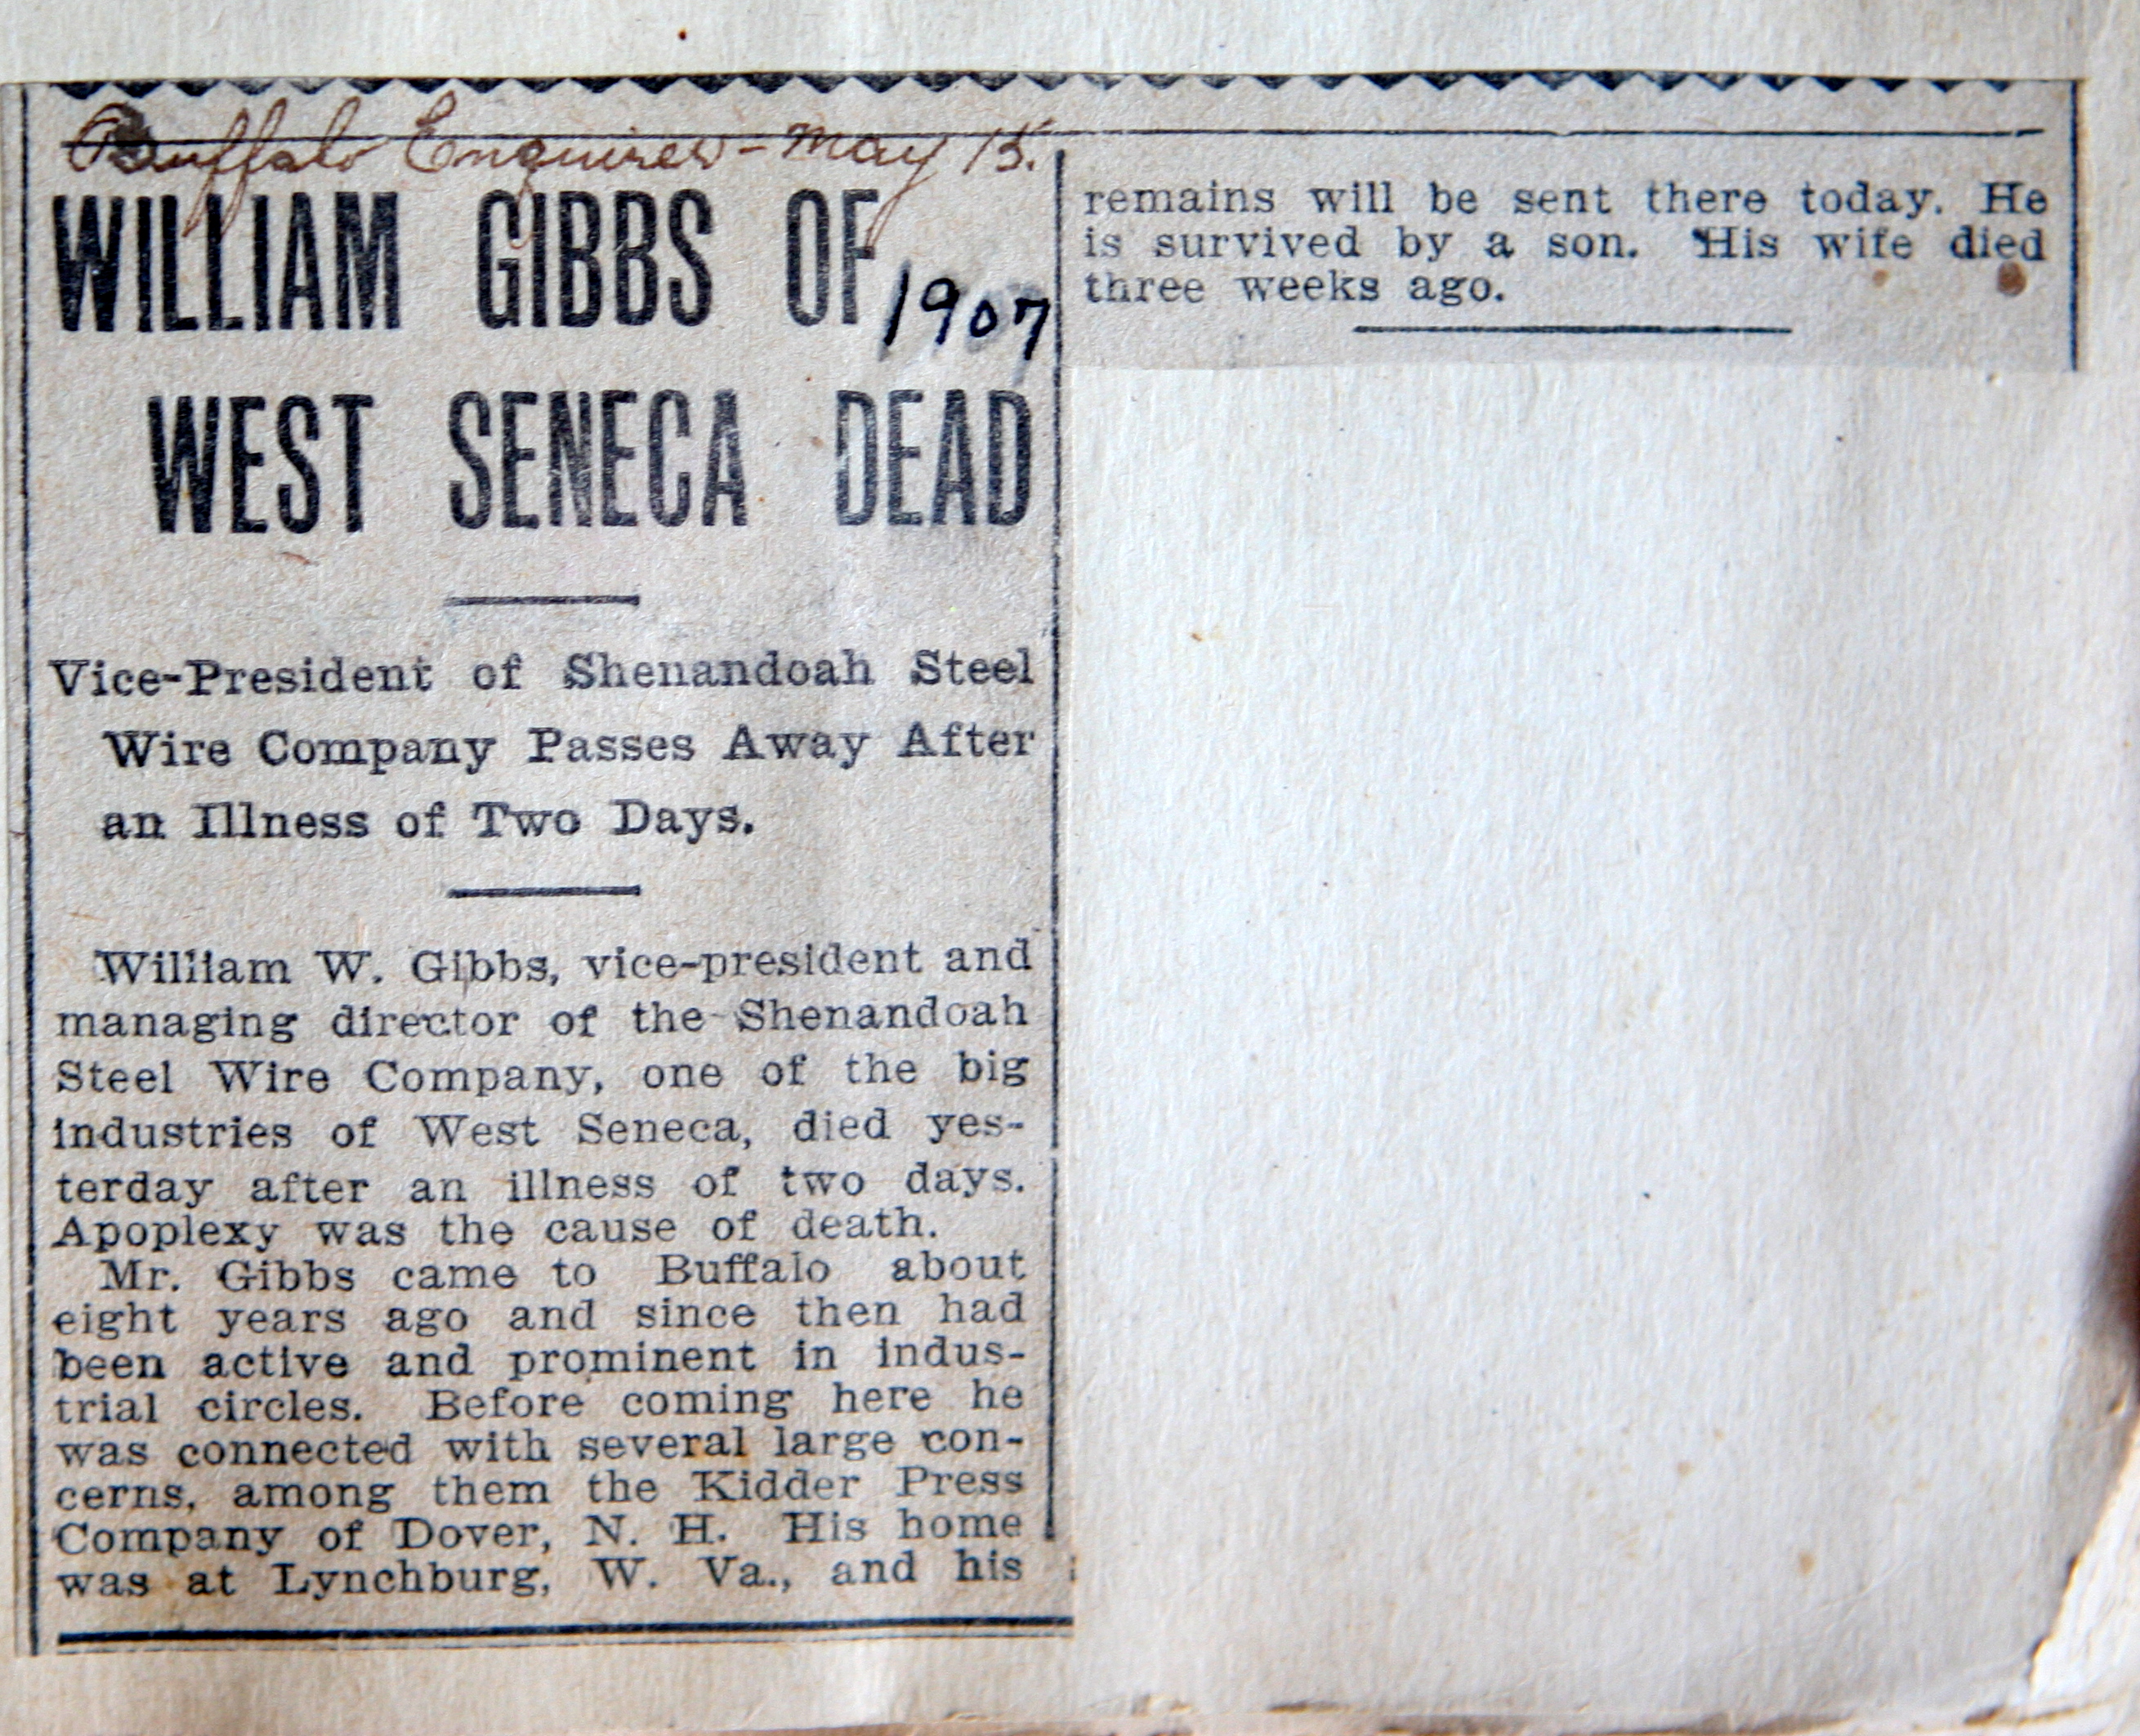 Buffalo Enquirer - May 15.
WILLIAM GIBBS OF
1907
WEST SENECA DEAD
Vice-President of Shenandoah Steel
Wire Company Passes Away After
an Illness of Two Days.
William W. Gibbs, vice-president and
managing director of the Shenandoah
Steel Wire Company, one of the big
industries of West Seneca, died yes-
terday after an illness of two days.
Apoplexy was the cause of death.
Mr. Gibbs came to Buffalo about
eight years ago and since then had
been active and prominent in indus-
trial circles. Before coming here he
was connected with several large con-
cerns, among them the Kidder Press
Company of Dover, N. H. His home
was at Lynchburg, W. Va., and his
remains will be sent there today. He
is survived by a son. His wife died
three weeks ago.